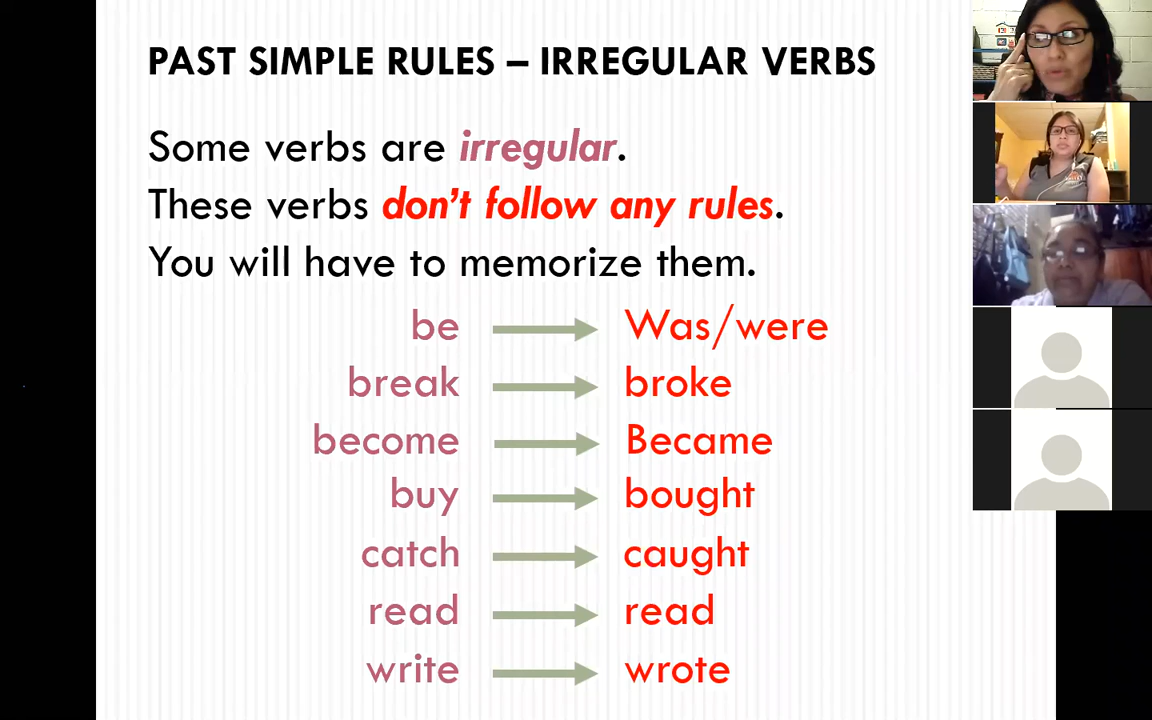 PAST SIMPLE RULES – IRREGULAR VERBS
Some verbs are irregular.
These verbs don't follow any rules.
You will have to memorize them.
be Was/were
break broke
become Became
buy bought
catch caught
read read
write wrote